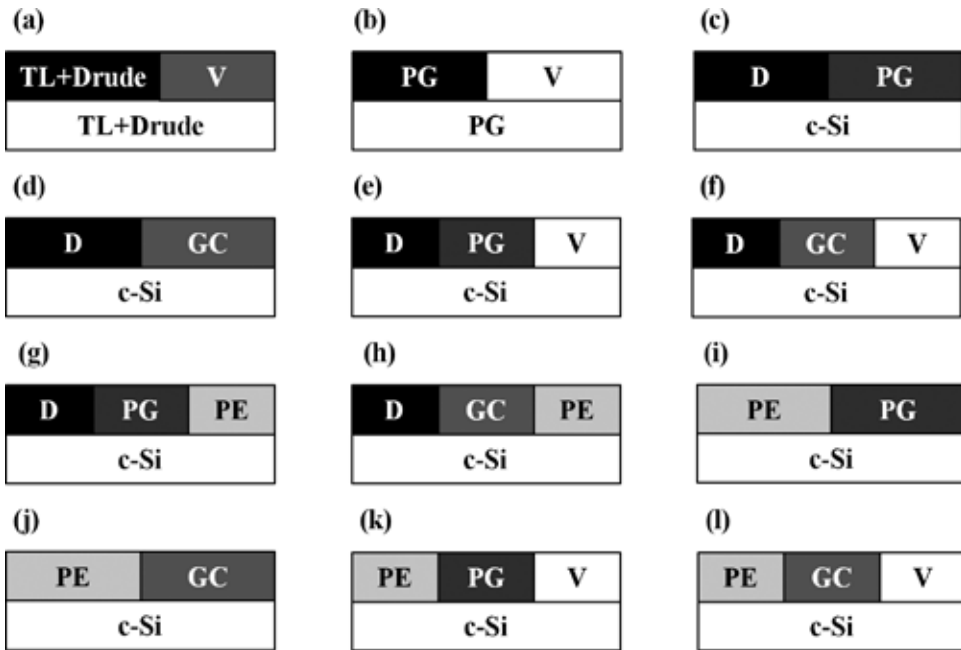 (a) (b) (c)
TL+Drude V PG V D PG
TL+Drude PG c-Si
(d) (e) (f)
D GC D PG V D GC V
c-Si c-Si c-Si
(g) (h) (i)
D PG PE D GC PE PE PG
c-Si c-Si c-Si
(j) (k) (l)
PE GC PE PG V PE GC V
c-Si c-Si c-Si